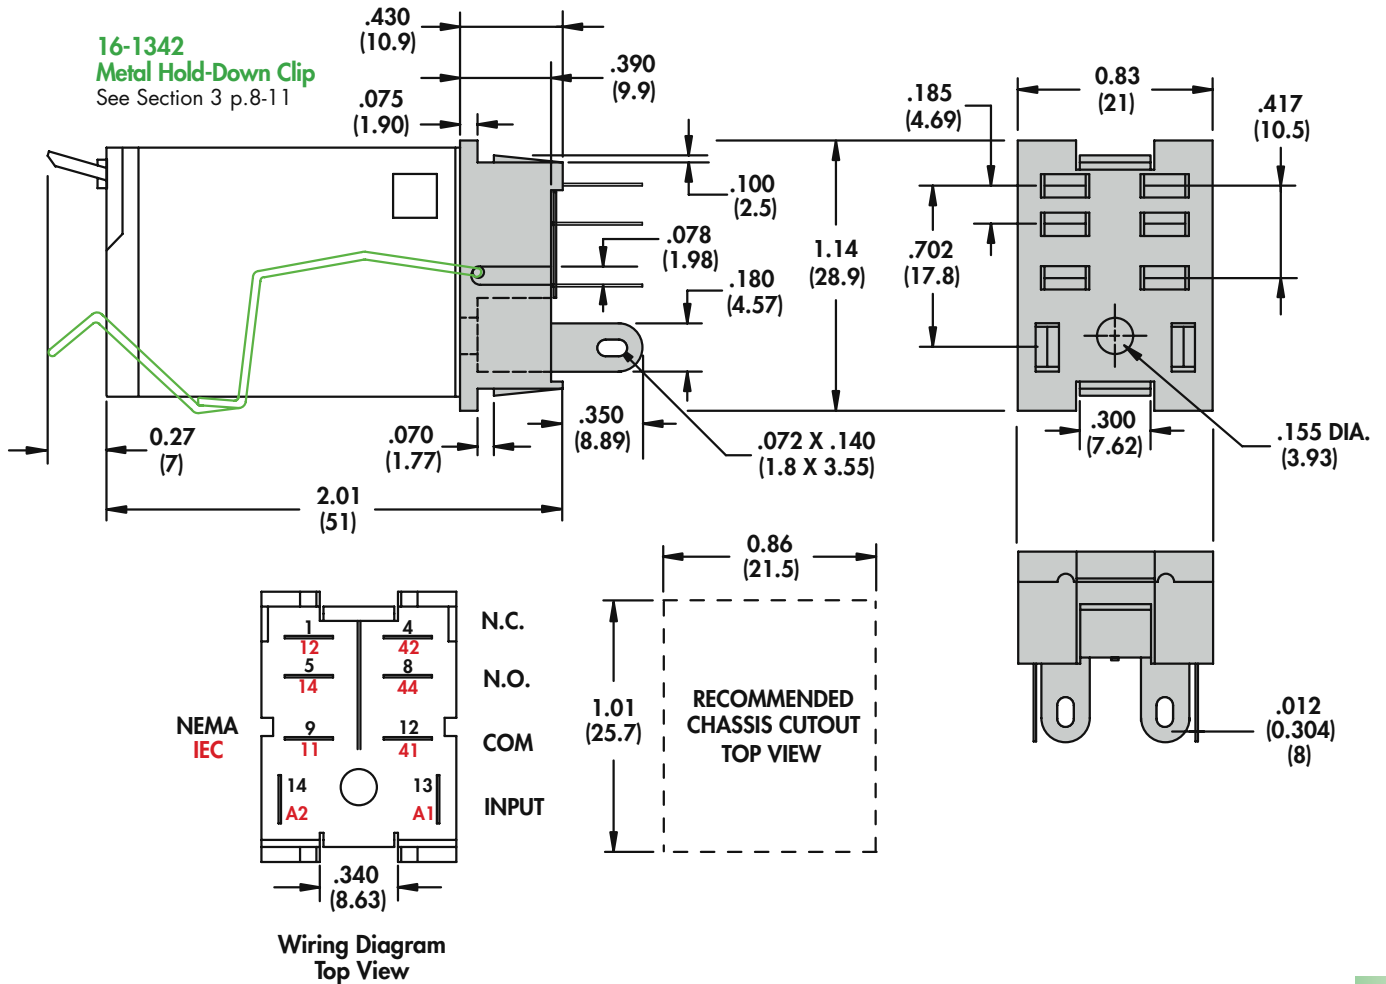 16-1342
Metal Hold-Down Clip
See Section 3 p.8-11
.430
(10.9)
.390
(9.9)
.075
(1.90)
.100
(2.5)
.078
(1.98)
.180
(4.57)
1.14
(28.9)
.350
(8.89)
.072 X .140
(1.8 X 3.55)
.070
(1.77)
0.27
(7)
2.01
(51)
0.83
(21)
.185
(4.69)
.417
(10.5)
.702
(17.8)
.300
(7.62)
.155 DIA.
(3.93)
0.86
(21.5)
1.01
(25.7)
RECOMMENDED
CHASSIS CUTOUT
TOP VIEW
.012
(0.304)
(8)
1 4 N.C.
12 42
5 8 N.O.
14 44
NEMA
IEC
9 12 COM
11 41
14 13 INPUT
A2 A1
.340
(8.63)
Wiring Diagram
Top View